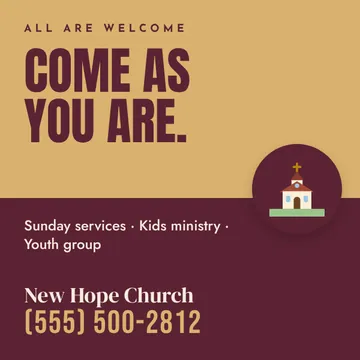 ALL ARE WELCOME
COME AS
YOU ARE.
Sunday services · Kids ministry ·
Youth group
New Hope Church
(555) 500-2812